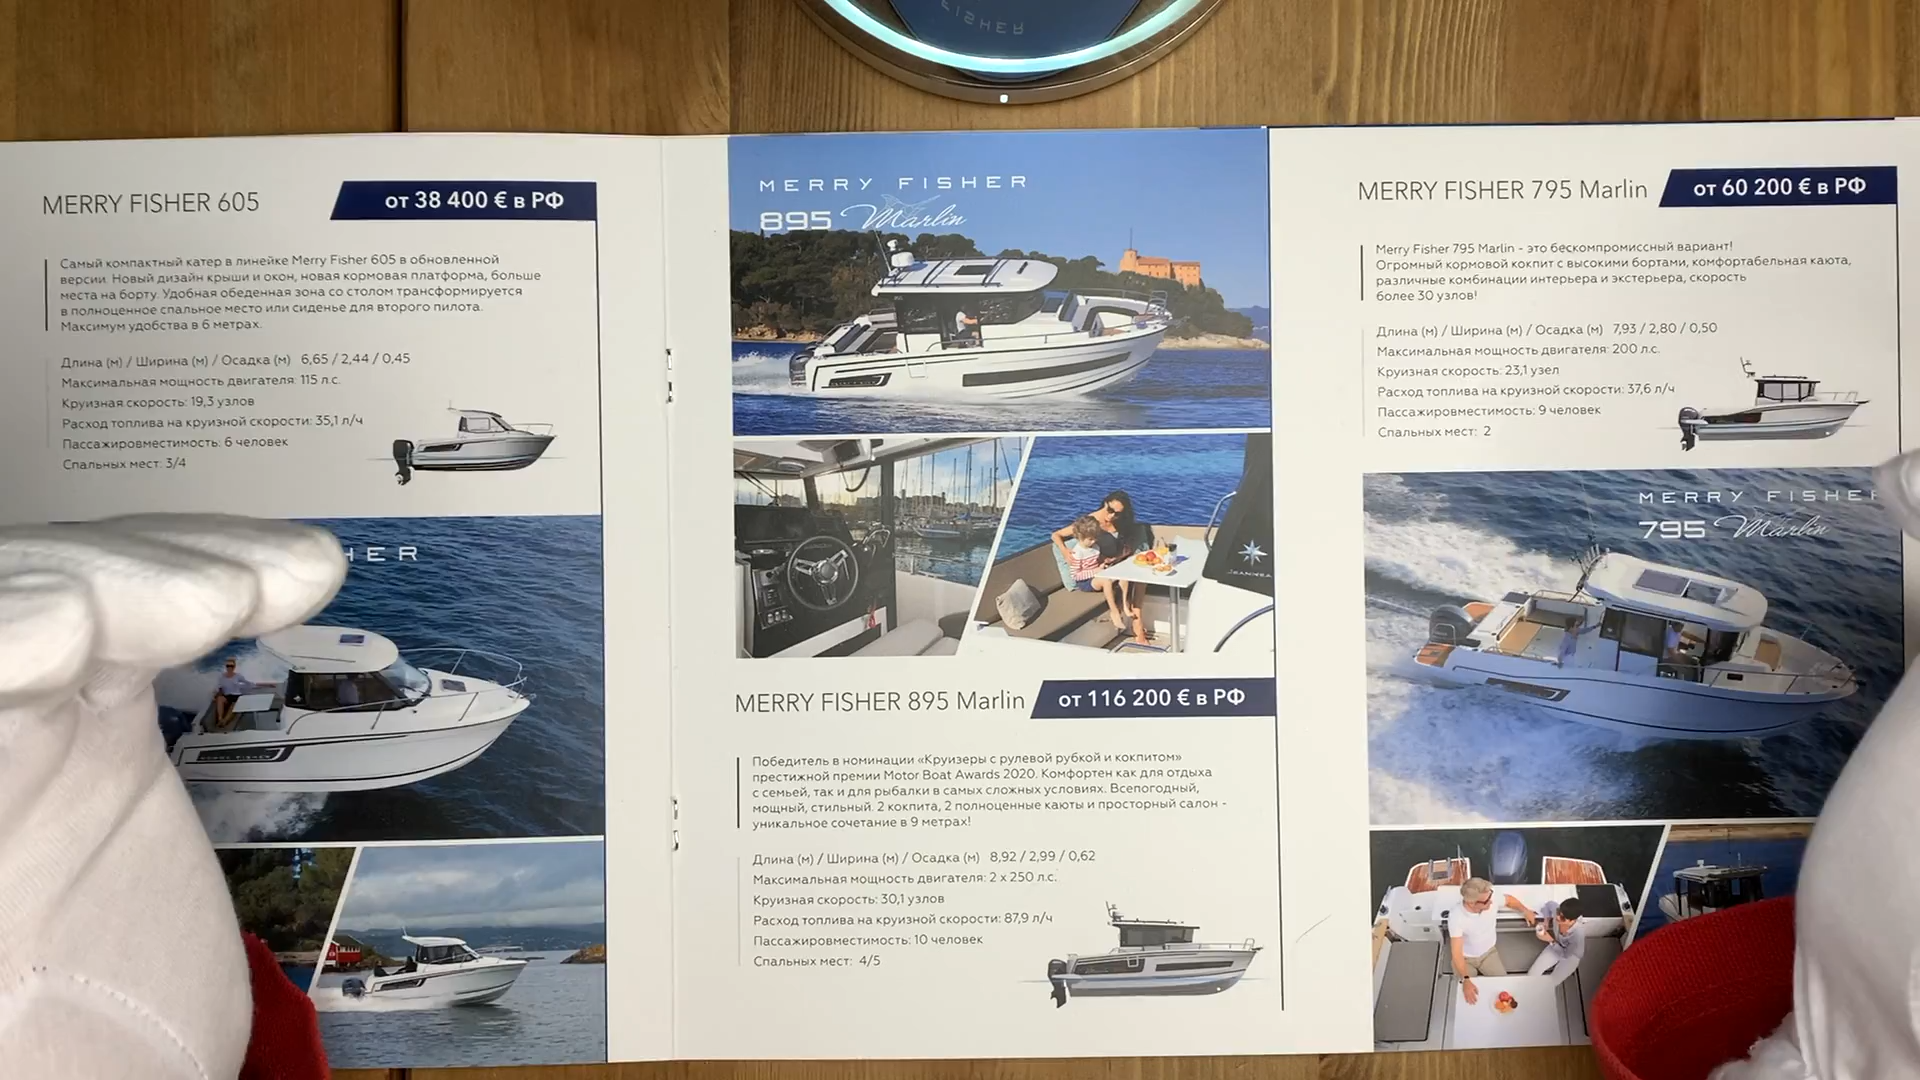 FISHER
MERRY FISHER 605
от 38 400 € в РФ
Самый компактный катер в линейке Merry Fisher 605 в обновленной
версии. Новый дизайн крыши и окон, новая кормовая платформа, больше
места на борту. Удобная обеденная зона со столом трансформируется
в полноценное спальное место или сиденье для второго пилота.
Максимум удобства в 6 метрах.
Длина (м) / Ширина (м) / Осадка (м) 6,65 / 2,44 / 0,45
Максимальная мощность двигателя: 115 л.с.
Круизная скорость: 19,3 узлов
Расход топлива на круизной скорости: 35,1 л/ч
Пассажировместимость: 6 человек
Спальных мест: 3/4
HER
MERRY FISHER
895 Marlin
MERRY FISHER 895 Marlin
от 116 200 € в РФ
Победитель в номинации «Круизеры с рулевой рубкой и кокпитом»
престижной премии Motor Boat Awards 2020. Комфортен как для отдыха
с семьей, так и для рыбалки в самых сложных условиях. Всепогодный,
мощный, стильный. 2 кокпита, 2 полноценные каюты и просторный салон -
уникальное сочетание в 9 метрах!
Длина (м) / Ширина (м) / Осадка (м) 8,92 / 2,99 / 0,62
Максимальная мощность двигателя: 2 х 250 л.с.
Круизная скорость: 30,1 узлов
Расход топлива на круизной скорости: 87,9 л/ч
Пассажировместимость: 10 человек
Спальных мест: 4/5
MERRY FISHER 795 Marlin
от 60 200 € в РФ
Merry Fisher 795 Marlin - это бескомпромиссный вариант!
Огромный кормовой кокпит с высокими бортами, комфортабельная каюта,
различные комбинации интерьера и экстерьера, скорость
более 30 узлов!
Длина (м) / Ширина (м) / Осадка (м) 7,93 / 2,80 / 0,50
Максимальная мощность двигателя: 200 л.с.
Круизная скорость: 23,1 узел
Расход топлива на круизной скорости: 37,6 л/ч
Пассажировместимость: 9 человек
Спальных мест: 2
MERRY FISHER
795 Marlin